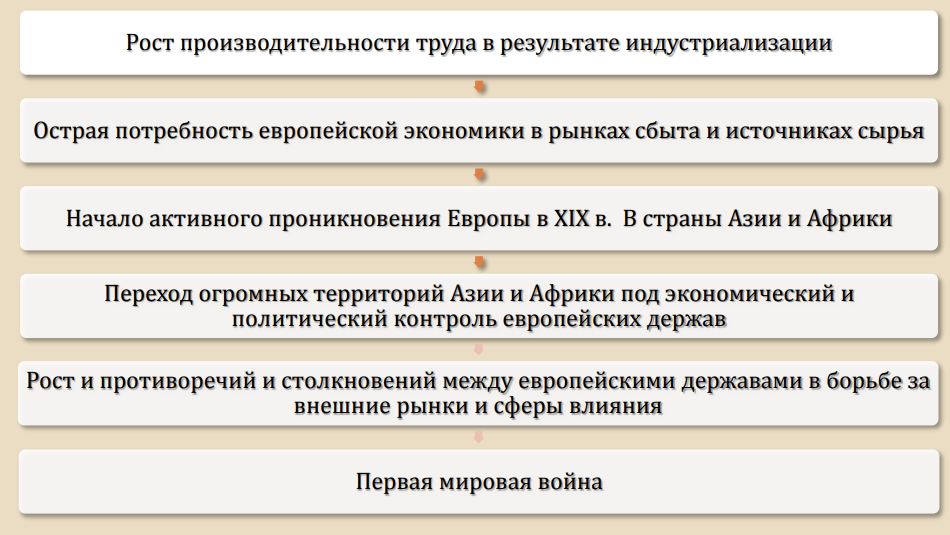 Рост производительности труда в результате индустриализации
Острая потребность европейской экономики в рынках сбыта и источниках сырья
Начало активного проникновения Европы в XIX в.  В страны Азии и Африки
Переход огромных территорий Азии и Африки под экономический и
политический контроль европейских держав
Рост и противоречий и столкновений между европейскими державами в борьбе за
внешние рынки и сферы влияния
Первая мировая война